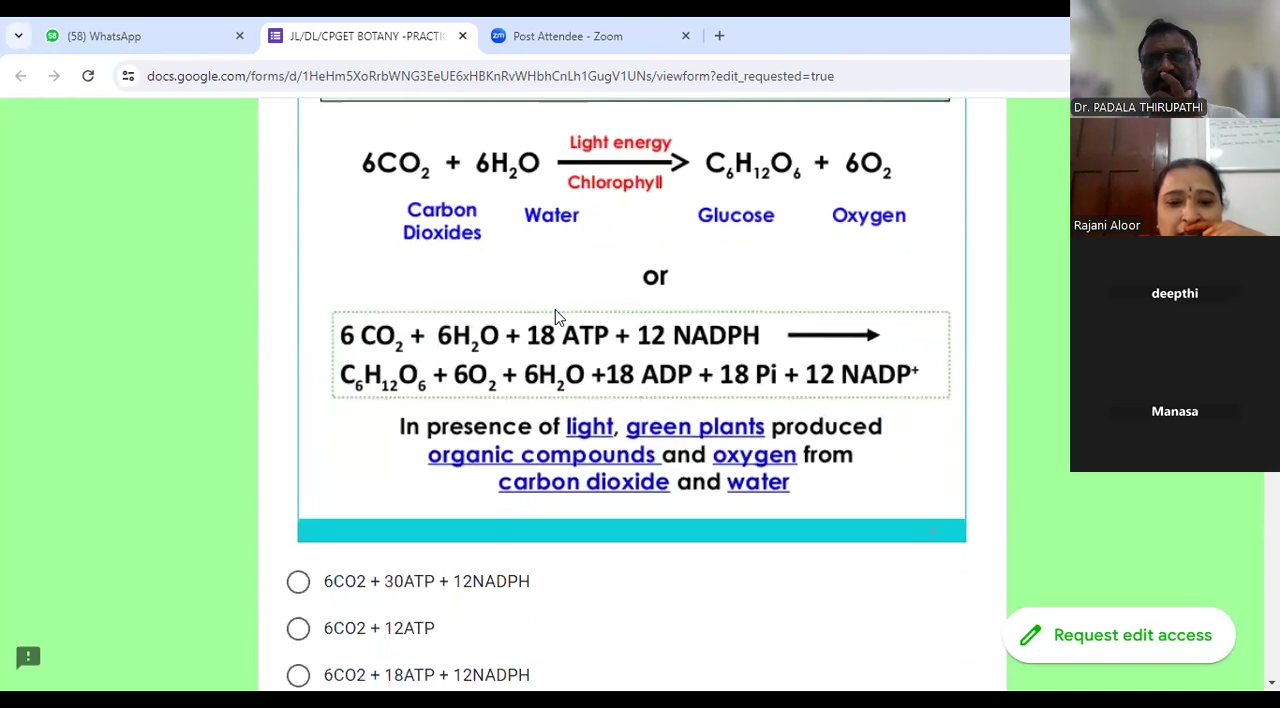 (58) WhatsApp
JL/DL/CPGET BOTANY -PRACTIC
Post Attendee - Zoom
docs.google.com/forms/d/1HeHm5XoRrbWNG3EeUE6xHBKnRvWHbhCnLh1GugV1UNs/viewform?edit_requested=true
Dr. PADALA THIRUPATHI
Rajani Aloor
deepthi
Manasa
Light energy
6CO₂ + 6H₂O ⟶ C₆H₁₂O₆ + 6O₂
Chlorophyll
Carbon Dioxides Water Glucose Oxygen
or
6 CO₂ + 6H₂O + 18 ATP + 12 NADPH ⟶
C₆H₁₂O₆ + 6O₂ + 6H₂O +18 ADP + 18 Pi + 12 NADP⁺
In presence of light, green plants produced
organic compounds and oxygen from
carbon dioxide and water
6CO2 + 30ATP + 12NADPH
6CO2 + 12ATP
6CO2 + 18ATP + 12NADPH
Request edit access